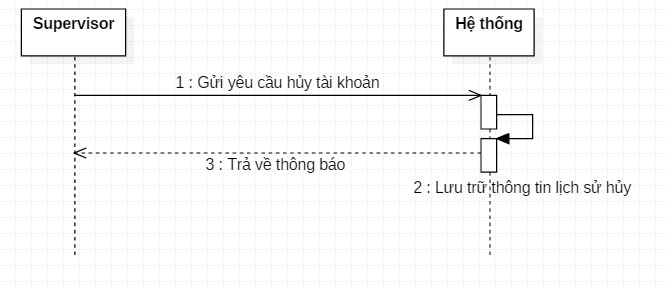 Supervisor
Hệ thống
1 : Gửi yêu cầu hủy tài khoản
3 : Trả về thông báo
2 : Lưu trữ thông tin lịch sử hủy